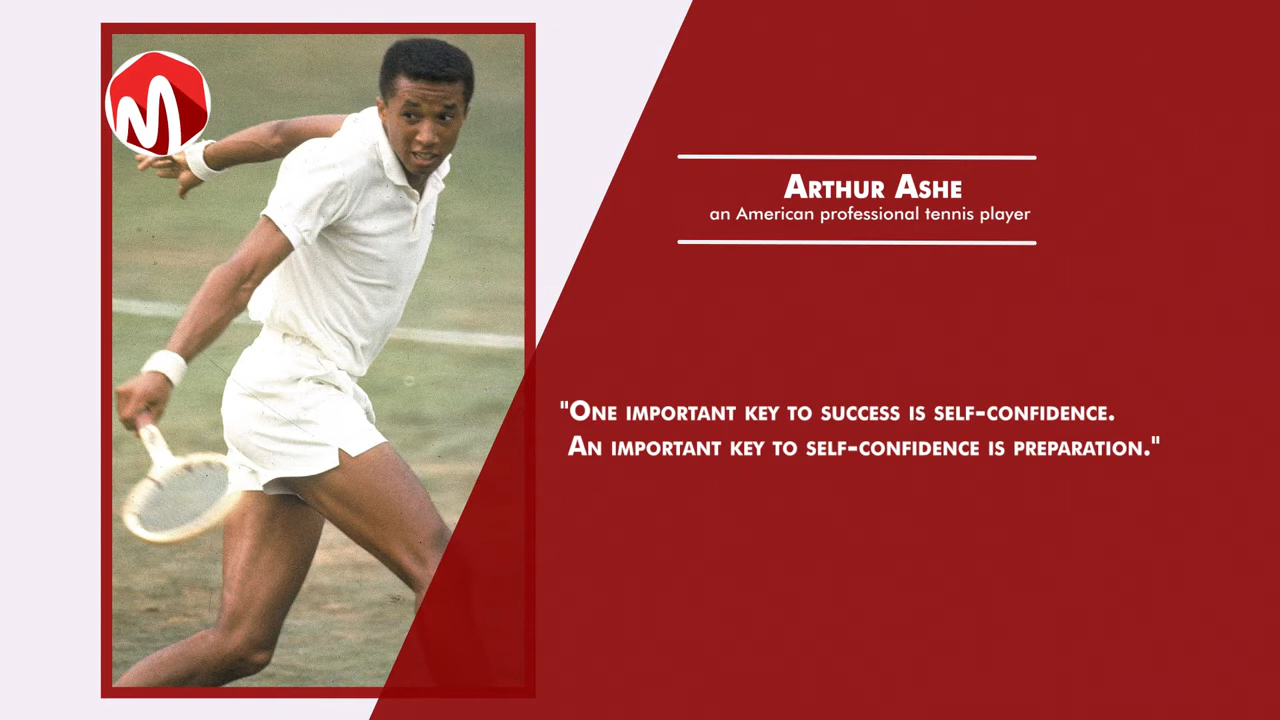 M
Arthur Ashe
an American professional tennis player
"One important key to success is self-confidence.
An important key to self-confidence is preparation."